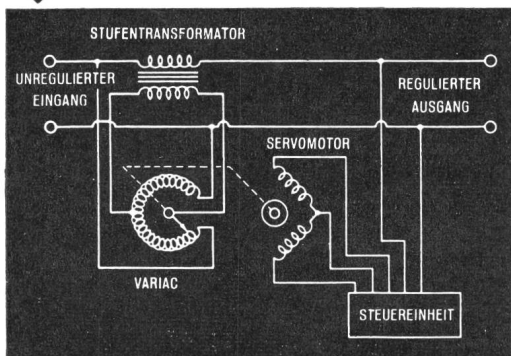 STUFENTRANSFORMATOR
UNREGULIERTER
EINGANG
REGULIERTER
AUSGANG
SERVOMOTOR
VARIAC
STEUEREINHEIT